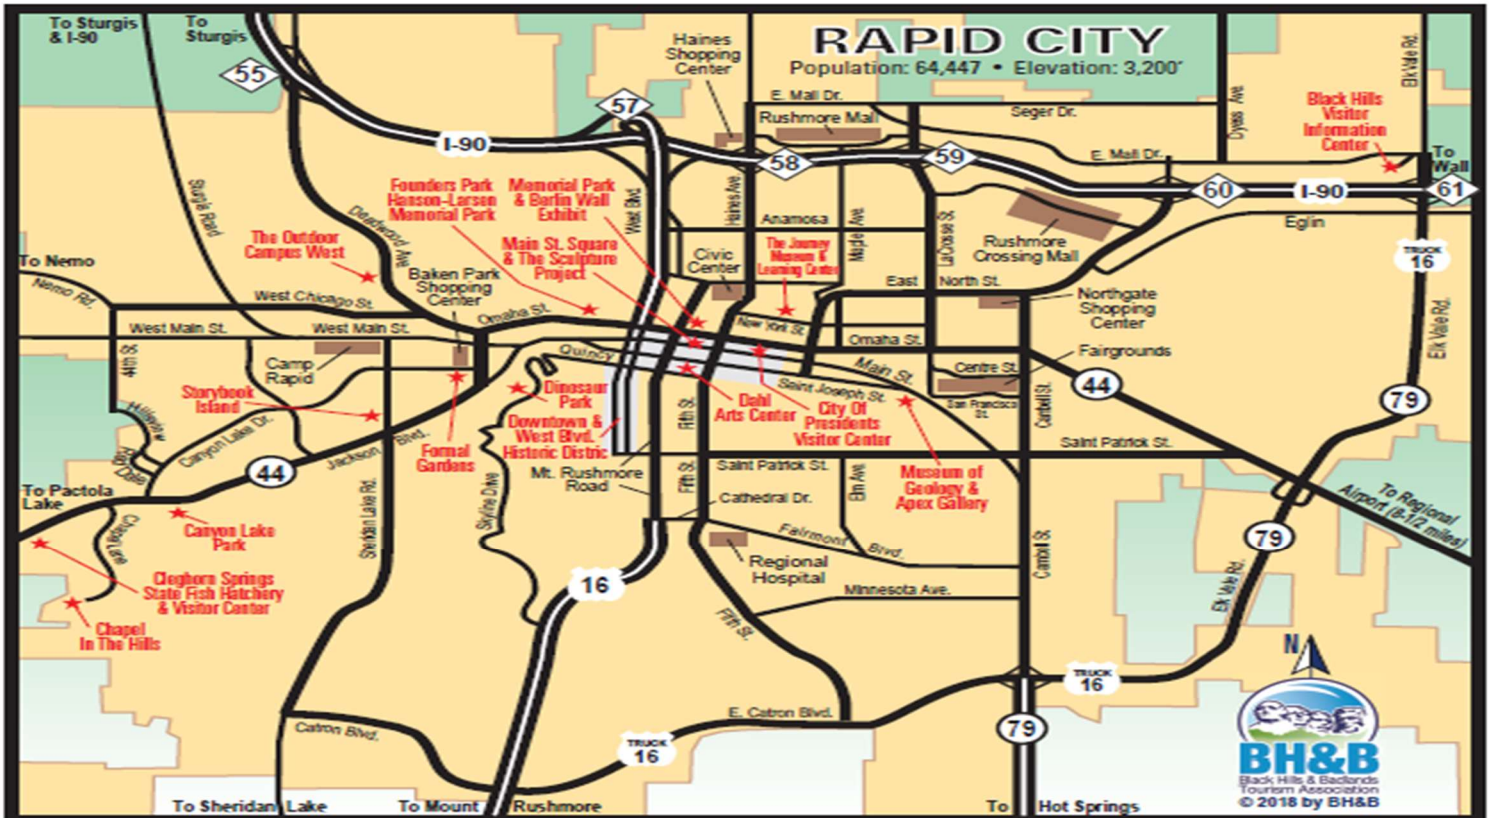 To Sturgis
& I-90
To
Sturgis
55
57
Haines
Shopping
Center
RAPID CITY
Population: 64,447 • Elevation: 3,200'
E. Mall Dr.
Rushmore Mall
Seger Dr.
Dyess Ave
Elk Vale Rd.
Black Hills
Visitor
Information
Center
I-90
58
59
E. Mall Dr.
To
Wall
60
I-90
61
Sturgis Road
Deadwood Ave
Founders Park
Hanson-Larsen
Memorial Park
Memorial Park
& Berlin Wall
Exhibit
West Blvd
Haines Ave.
Anamosa
Maple Ave.
LaCrosse St
Rushmore
Crossing Mall
Eglin
TRUCK
16
The Outdoor
Campus West
Main St. Square
& The Sculpture
Project
Civic
Center
The Journey
Museum &
Learning Center
To Nemo
Nemo Rd.
Baken Park
Shopping
Center
East
North St.
Northgate
Shopping
Center
West Chicago St.
Omaha St.
New York St.
West Main St.
West Main St.
Omaha St.
Elk Vale Rd.
44th St
Camp
Rapid
Quincy
Main St.
Centre St.
Fairgrounds
Saint Joseph St.
44
Storybook
Island
Dinosaur
Park
Dahl
Arts Center
City Of
Presidents
Visitor Center
San Francisco
St.
Cambell St.
79
Hillview
Canyon Lake Dr.
Jackson Blvd.
Formal
Gardens
Downtown &
West Blvd.
Historic District
Fifth St
Saint Patrick St.
44
To Pactola
Lake
Mt. Rushmore
Road
Fifth St
Saint Patrick St.
Elm Ave
Museum of
Geology &
Apex Gallery
Cathedral Dr.
To Regional
Airport (8-1/2 miles)
Chapel Lane
Canyon Lake
Park
Sheridan Lake Rd.
Skyline Drive
Fairmont Blvd.
Cambell St
79
Cleghorn Springs
State Fish Hatchery
& Visitor Center
Regional
Hospital
16
Minnesota Ave.
Elk Vale Rd.
Chapel
In The Hills
Fifth St.
N
TRUCK
16
E. Catron Blvd.
Catron Blvd.
TRUCK
16
79
BH&B
Black Hills & Badlands
Tourism Association
© 2018 by BH&B
To Sheridan Lake
To Mount Rushmore
To Hot Springs